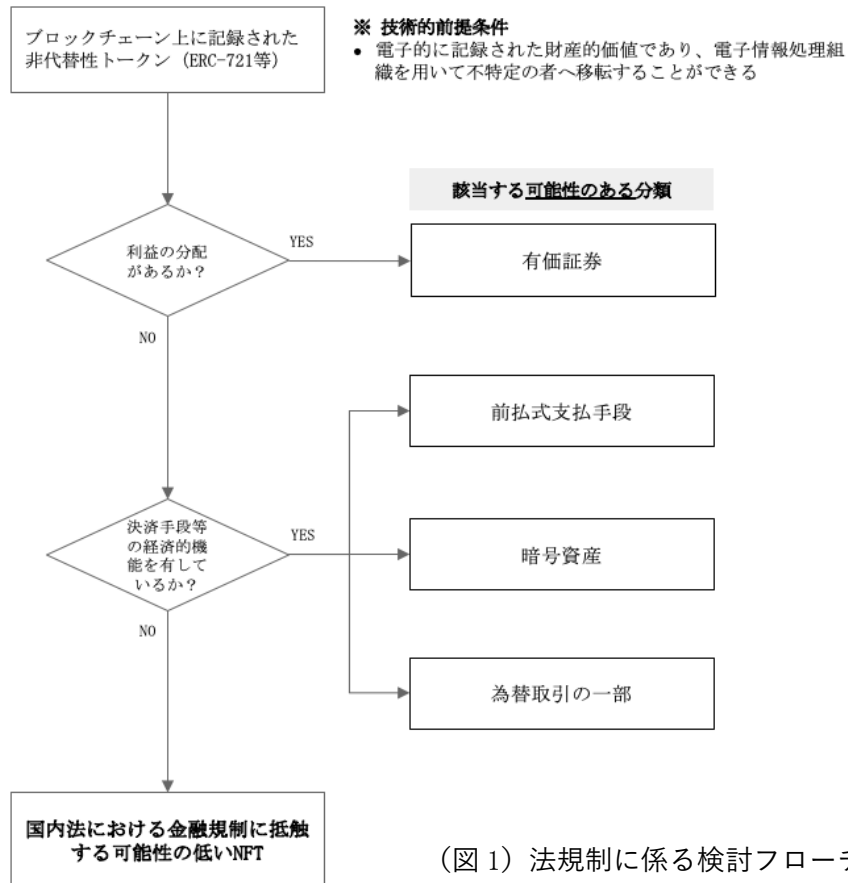 ブロックチェーン上に記録された
非代替性トークン（ERC-721等）
※ 技術的前提条件
• 電子的に記録された財産的価値であり、電子情報処理組
織を用いて不特定の者へ移転することができる
該当する可能性のある分類
利益の分配
があるか？
YES
有価証券
NO
前払式支払手段
決済手段等
の経済的機
能を有して
いるか？
YES
暗号資産
NO
為替取引の一部
国内法における金融規制に抵触
する可能性の低いNFT
（図 1）法規制に係る検討フロー